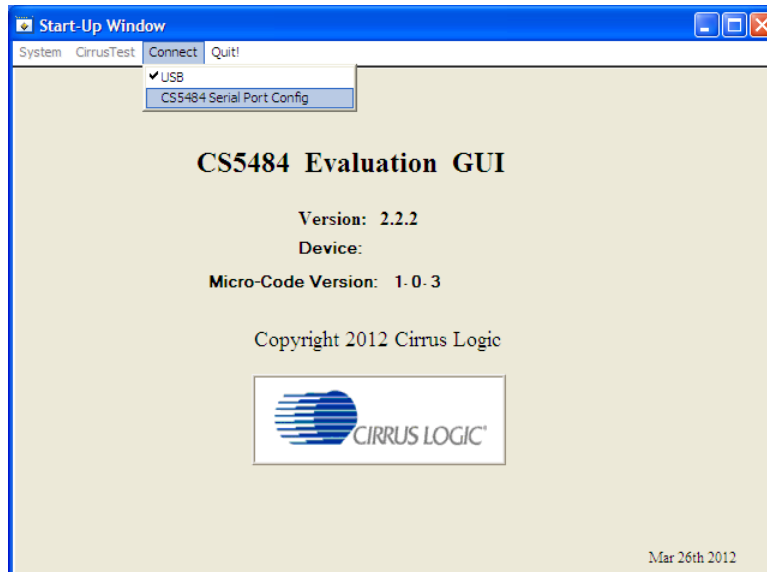 Start-Up Window
System CirrusTest Connect Quit!
USB
CS5484 Serial Port Config
CS5484 Evaluation GUI
Version: 2.2.2
Device:
Micro-Code Version: 1.0.3
Copyright 2012 Cirrus Logic
CIRRUS LOGIC®
Mar 26th 2012